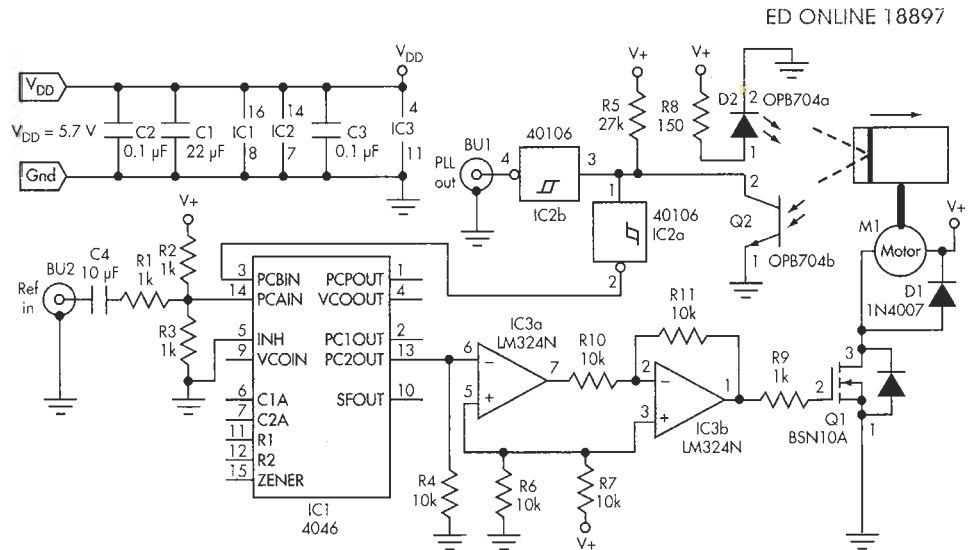 ED ONLINE 18897
VDD
VDD
VDD = 5.7 V
C2
0.1 µF
C1
22 µF
16
IC1
8
14
IC2
7
C3
0.1 µF
4
IC3
11
Gnd
BU1
PLL
out
4
40106
3
IC2b
1
40106
IC2a
2
V+
R5
27k
V+
R8
150
D2
2
OPB704a
1
2
Q2
1
OPB704b
M1
Motor
V+
D1
1N4007
V+
R2
1k
BU2
Ref
in
C4
10 µF
R1
1k
R3
1k
3
PCBIN
14
PCAIN
5
INH
9
VCOIN
6
C1A
7
C2A
11
R1
12
R2
15
ZENER
PCPOUT
1
VCOOUT
4
PC1OUT
2
PC2OUT
13
SFOUT
10
IC1
4046
IC3a
LM324N
6
–
5
+
7
R10
10k
R11
10k
2
–
3
+
1
IC3b
LM324N
R9
1k
3
2
Q1
BSN10A
1
R4
10k
R6
10k
R7
10k
V+